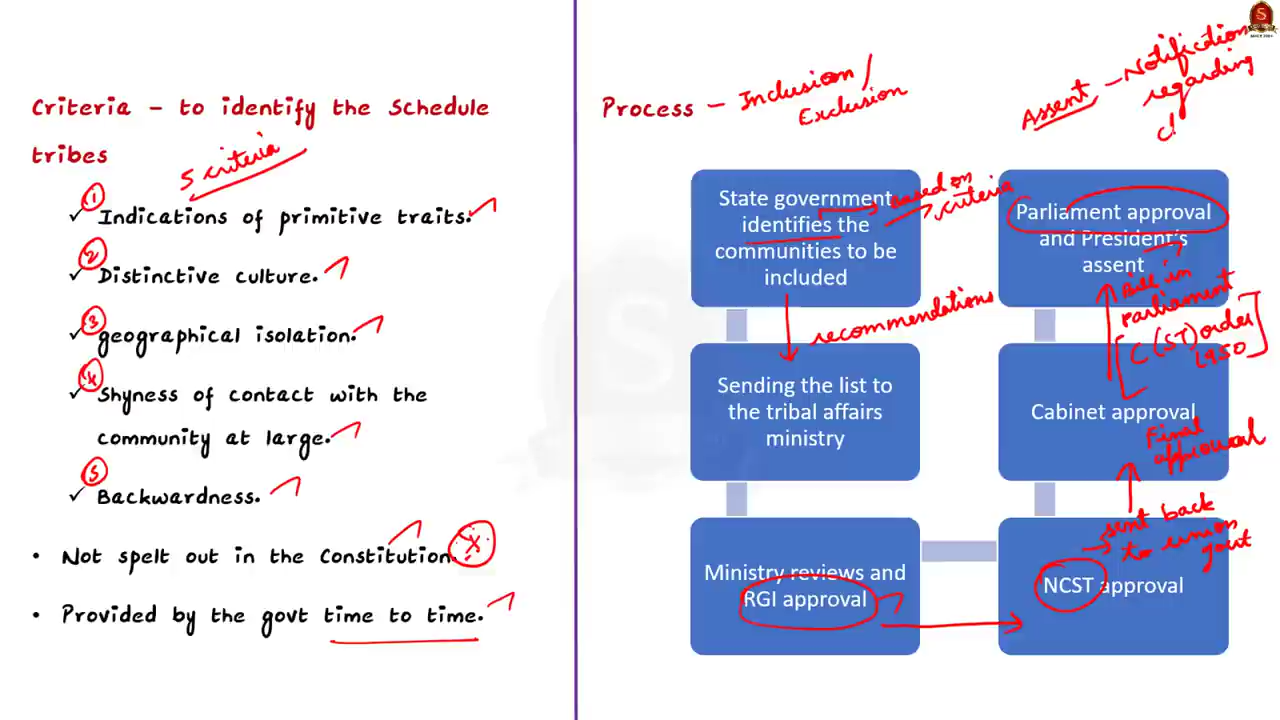 Criteria – to identify the Schedule
tribes
5 criteria
1
✓ Indications of primitive traits.
2
✓ Distinctive culture.
3
✓ geographical isolation.
4
✓ Shyness of contact with the
community at large.
5
✓ Backwardness.
• Not spelt out in the Constitution.
• Provided by the govt time to time.
Process – Inclusion /
Exclusion
Assent – Notification
regarding
State government
identifies the
communities to be
included
based on
criteria
recommendations
Sending the list to
the tribal affairs
ministry
Ministry reviews and
RGI approval
NCST approval
sent back
to union
govt
Final
approval
Cabinet approval
Bill in
Parliament
[C (ST) order
1950]
Parliament approval
and President's
assent
S
SINCE 2004